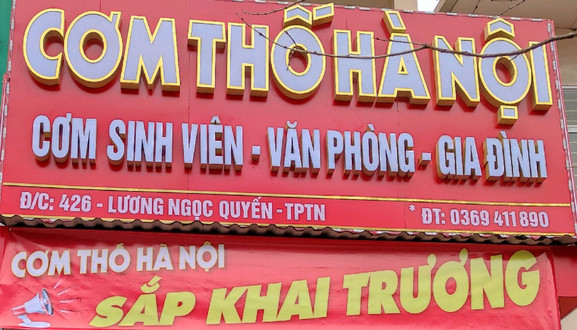 CƠM THỐ HÀ NỘI
CƠM SINH VIÊN - VĂN PHÒNG - GIA ĐÌNH
Đ/C: 426 - LƯƠNG NGỌC QUYẾN - TPTN * ĐT: 0369 411 890
CƠM THỐ HÀ NỘI
SẮP KHAI TRƯƠNG